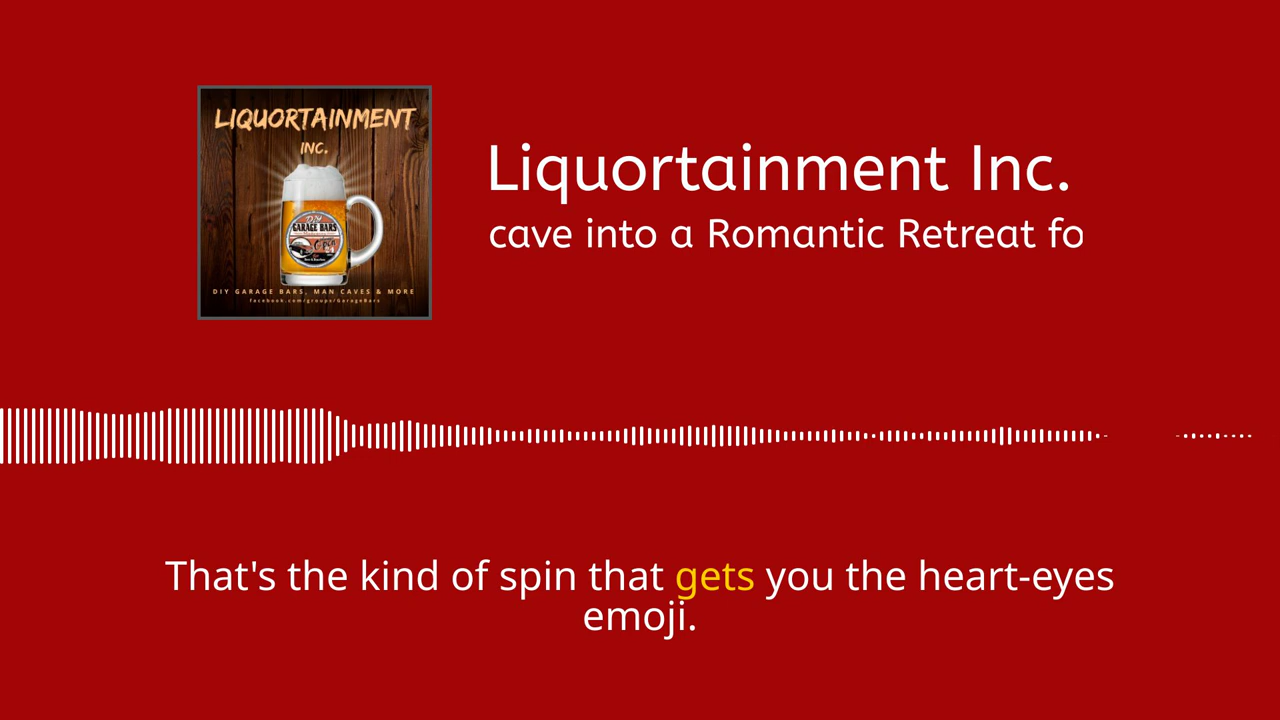 LIQUORTAINMENT
INC.
DIY
GARAGE BARS
Open
DIY GARAGE BARS, MAN CAVES & MORE
facebook.com/groups/GarageBars
Liquortainment Inc.
cave into a Romantic Retreat fo
That's the kind of spin that gets you the heart-eyes
emoji.